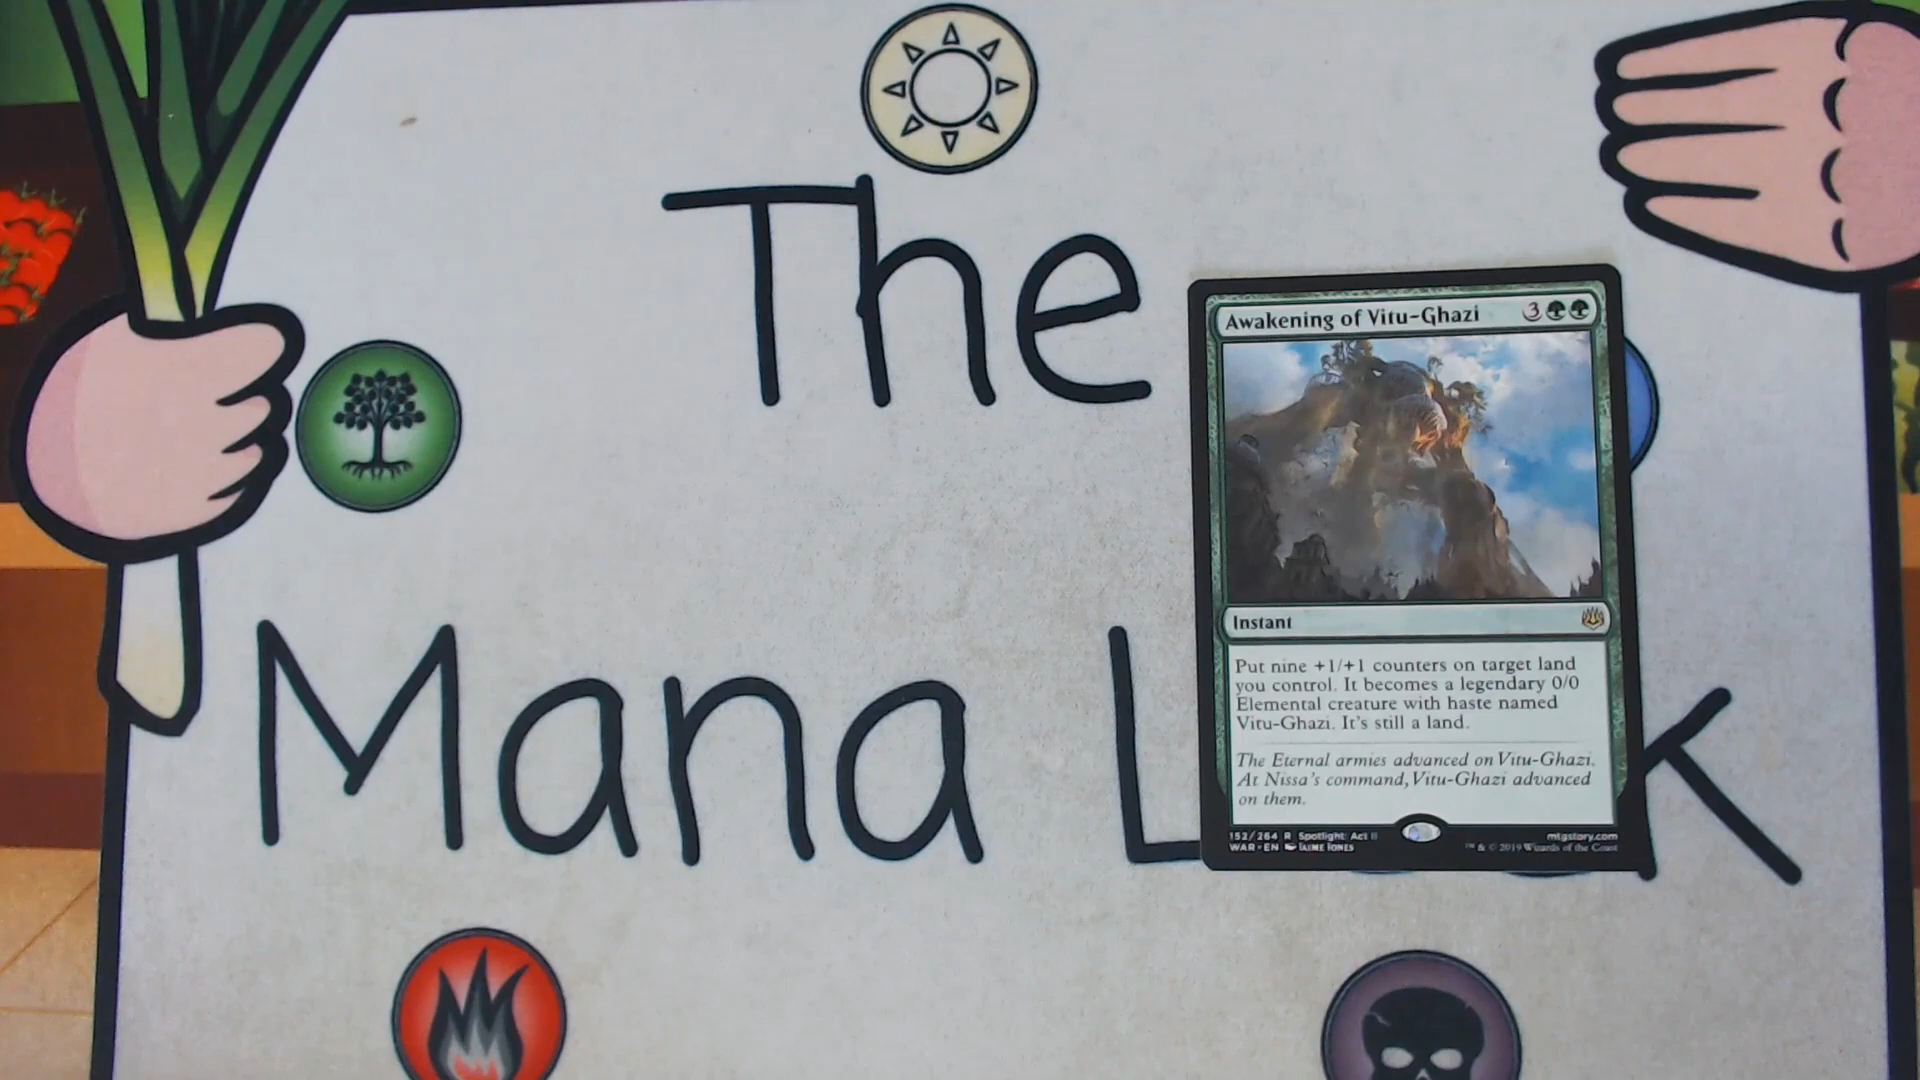 The
Mana L k
Awakening of Vitu-Ghazi 3
Instant
Put nine +1/+1 counters on target land
you control. It becomes a legendary 0/0
Elemental creature with haste named
Vitu-Ghazi. It's still a land.
The Eternal armies advanced on Vitu-Ghazi.
At Nissa's command, Vitu-Ghazi advanced
on them.
152/264 R Spotlight: Act II
WAR • EN JAIME JONES
mtgstory.com
™ & © 2019 Wizards of the Coast